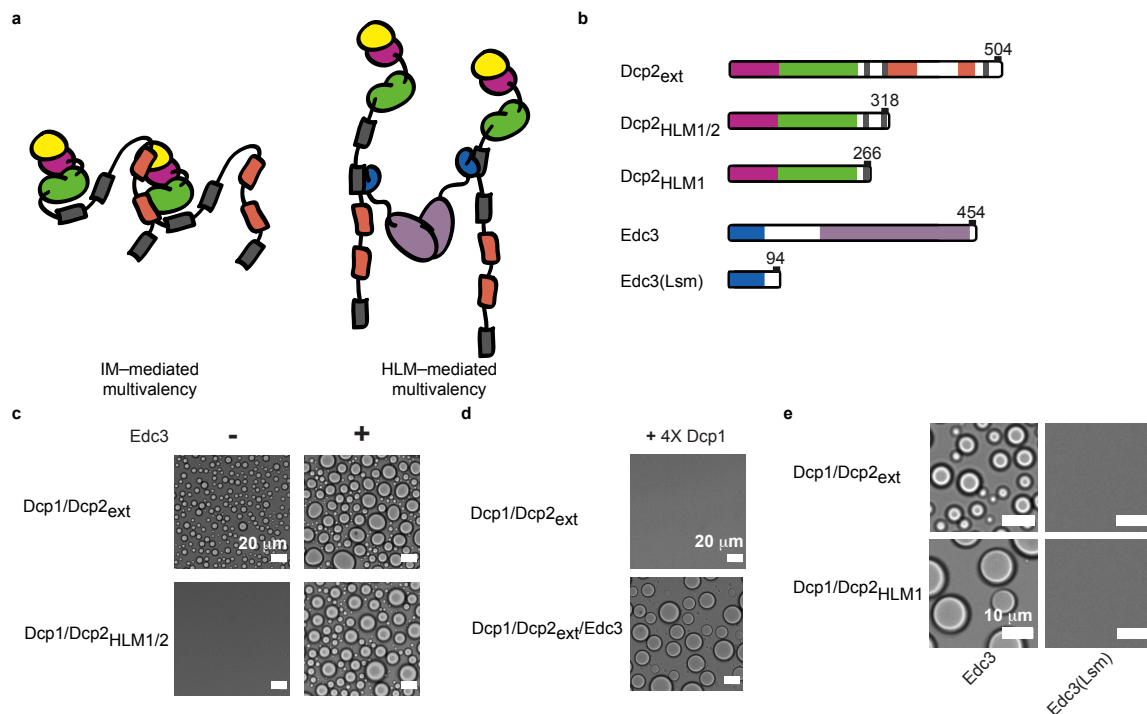 a
IM–mediated
multivalency
HLM–mediated
multivalency
b
Dcp2ext
504
Dcp2HLM1/2
318
Dcp2HLM1
266
Edc3
454
Edc3(Lsm)
94
c
Edc3 - +
Dcp1/Dcp2ext
20 μm
Dcp1/Dcp2HLM1/2
d
+ 4X Dcp1
Dcp1/Dcp2ext
20 μm
Dcp1/Dcp2ext/Edc3
e
Dcp1/Dcp2ext
Dcp1/Dcp2HLM1
10 μm
Edc3
Edc3(Lsm)